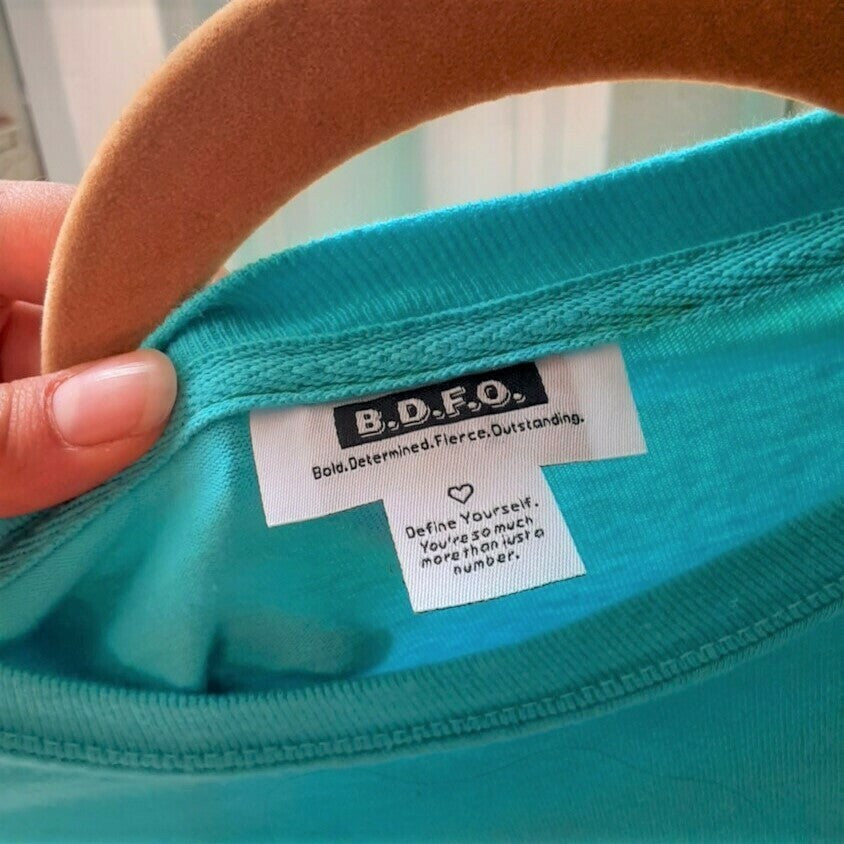 B.D.F.O.
Bold.Determined.Fierce.Outstanding.
Define Yourself.
You're so much
more than just a
number.